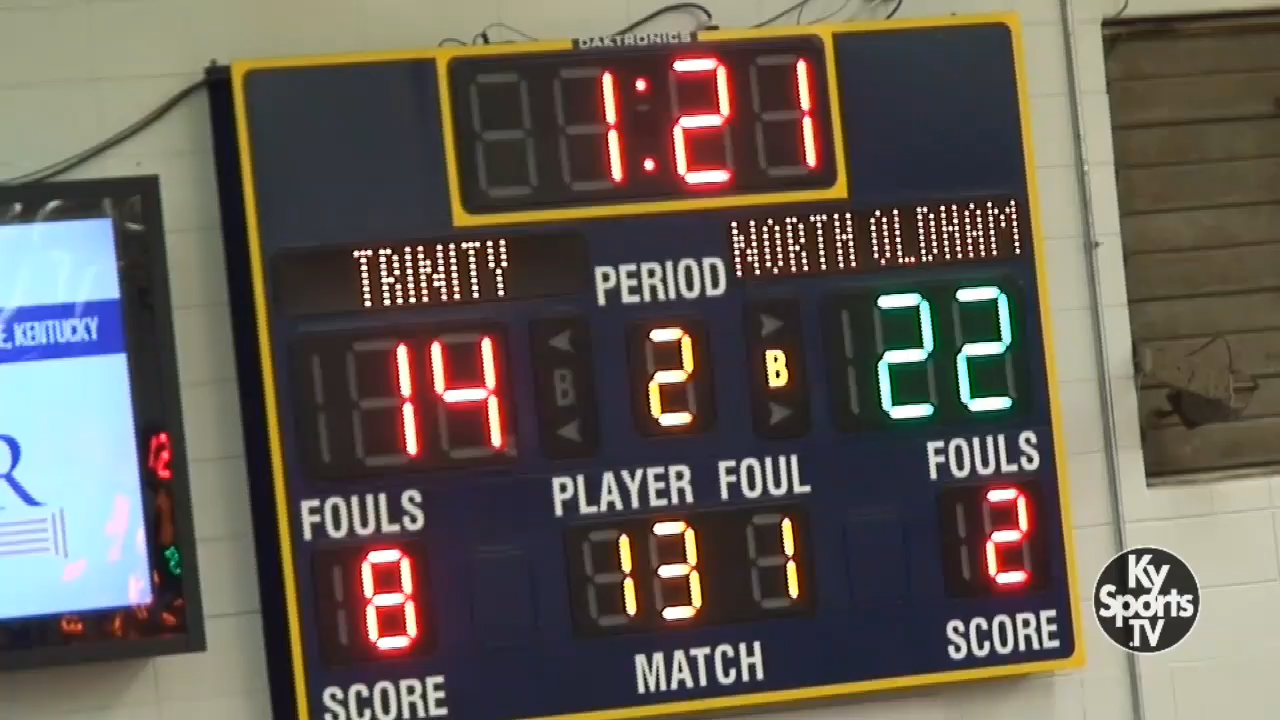 DAKTRONICS
1:21
TRINITY
NORTH OLDHAM
PERIOD
14
2
B
B
22
FOULS
PLAYER FOUL
FOULS
8
13 1
2
SCORE
MATCH
SCORE
E, KENTUCKY
R
Ky
Sports
.TV